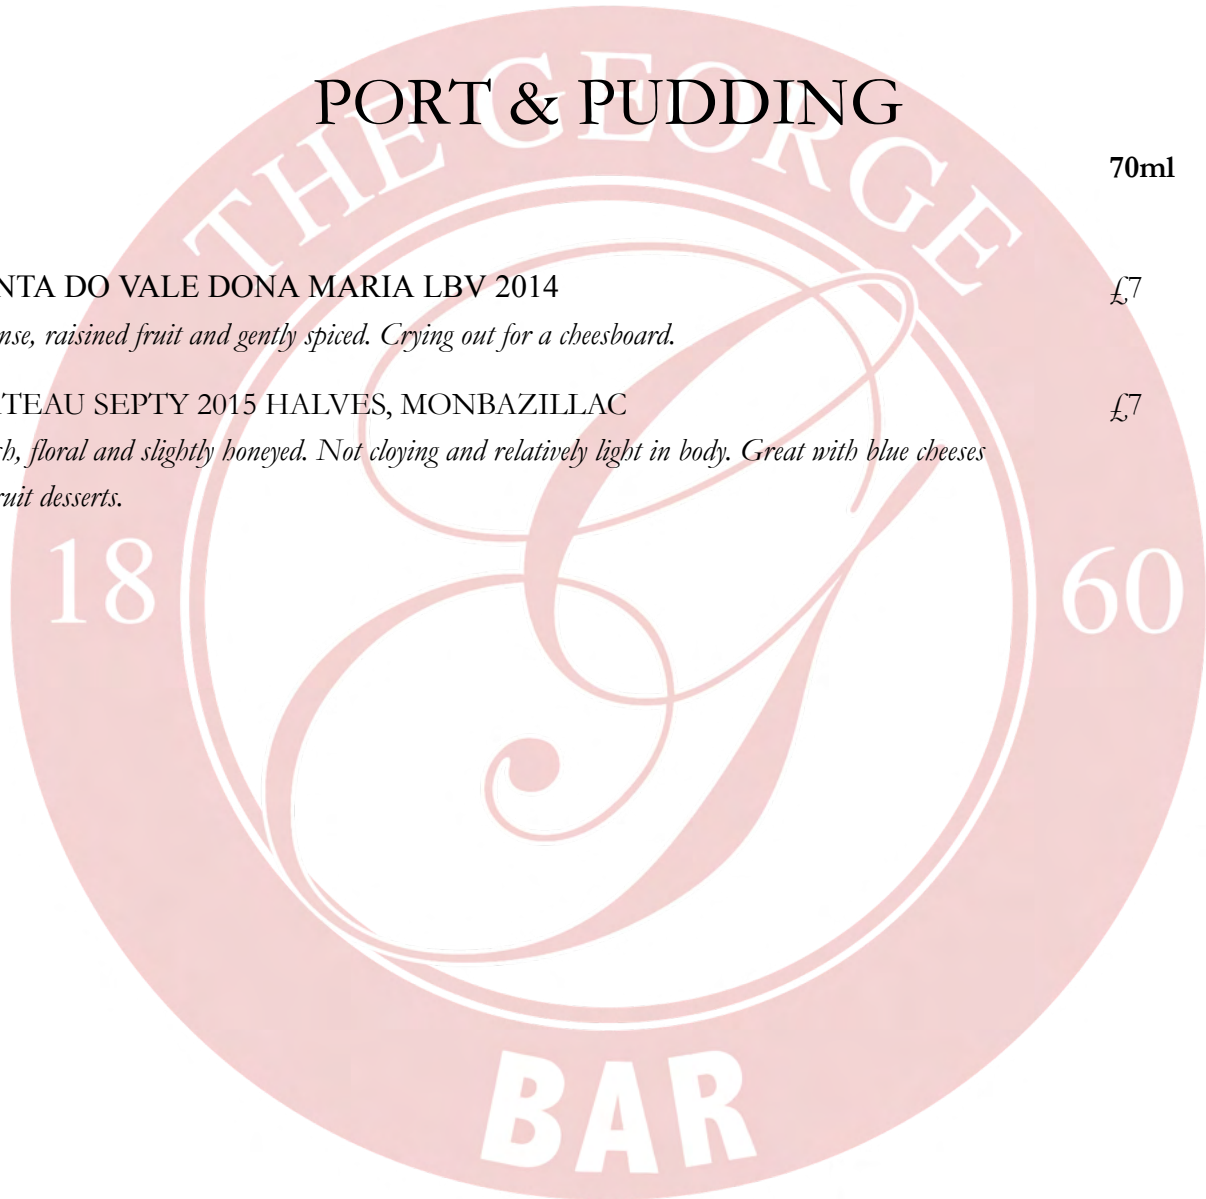 PORT & PUDDING
70ml
NTA DO VALE DONA MARIA LBV 2014 £7
nse, raisined fruit and gently spiced. Crying out for a cheesboard.
TEAU SEPTY 2015 HALVES, MONBAZILLAC £7
sh, floral and slightly honeyed. Not cloying and relatively light in body. Great with blue cheeses
ruit desserts.
THE GEORGE
18 60
G
BAR